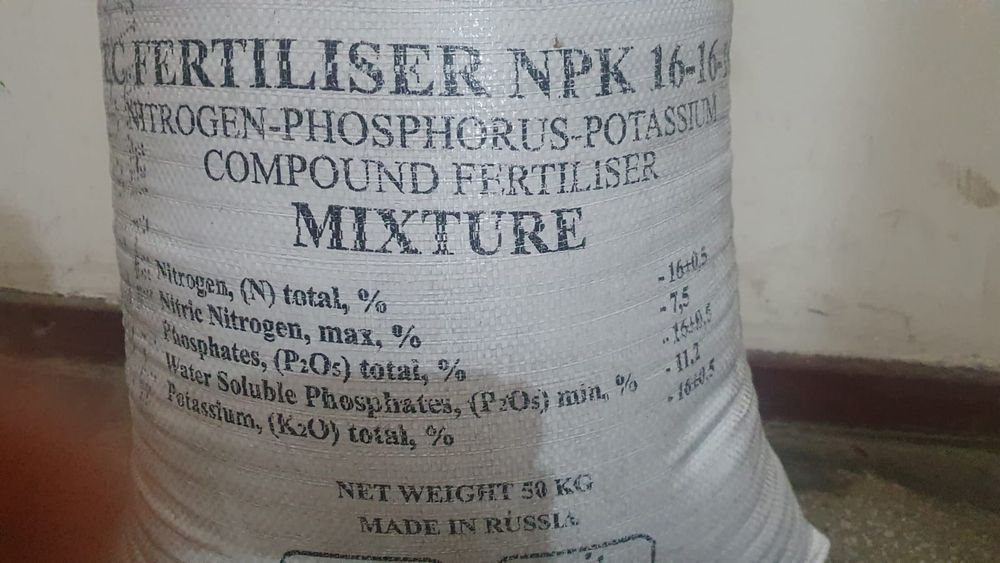 FERTILISER NPK 16-16-
NITROGEN-PHOSPHORUS-POTASSIUM
COMPOUND FERTILISER
MIXTURE
Nitrogen, (N) total, % - 16±0,5
Nitric Nitrogen, max, % - 7,5
Phosphates, (P₂O₅) total, % - 16±0,5
Water Soluble Phosphates, (P₂O₅) min, % - 11.2
Potassium, (K₂O) total, % - 16±0.5
NET WEIGHT 50 KG
MADE IN RUSSIA